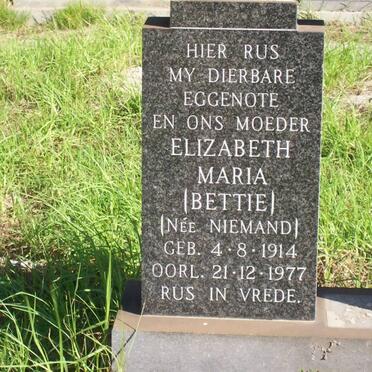 HIER RUS
MY DIERBARE
EGGENOTE
EN ONS MOEDER
ELIZABETH
MARIA
(BETTIE)
(NÉE NIEMAND)
GEB. 4·8·1914
OORL. 21·12·1977
RUS IN VREDE.